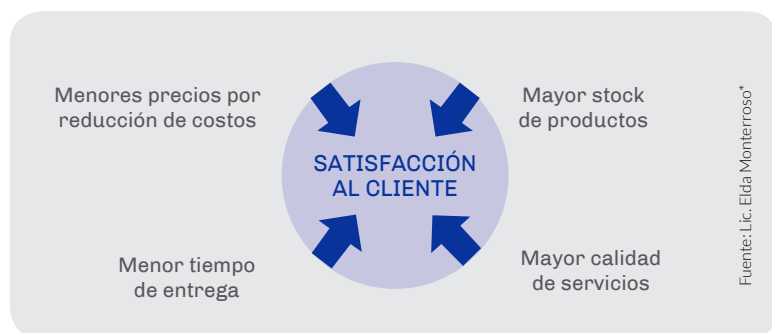 Menores precios por
reducción de costos
Mayor stock
de productos
SATISFACCIÓN
AL CLIENTE
Menor tiempo
de entrega
Mayor calidad
de servicios
Fuente: Lic. Elda Monterroso*